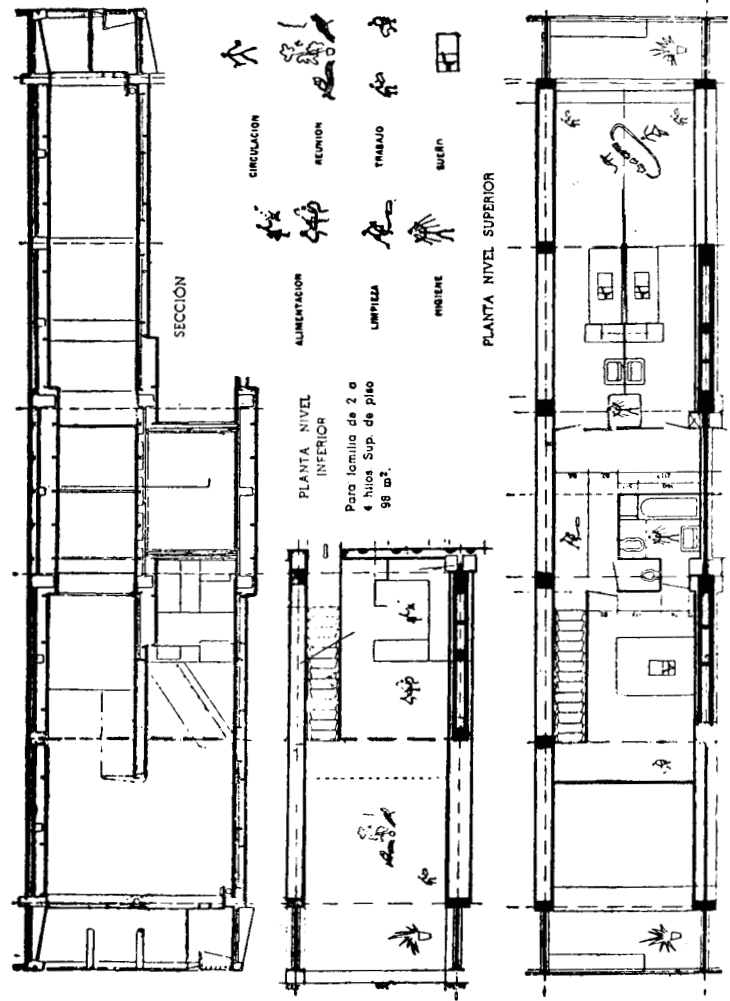 SECCIÓN
CIRCULACION
REUNION
TRABAJO
SUEÑO
ALIMENTACION
LIMPIEZA
HIGIENE
PLANTA NIVEL
INFERIOR
Para familia de 2 a
4 hijos Sup. de piso
98 m².
PLANTA NIVEL SUPERIOR